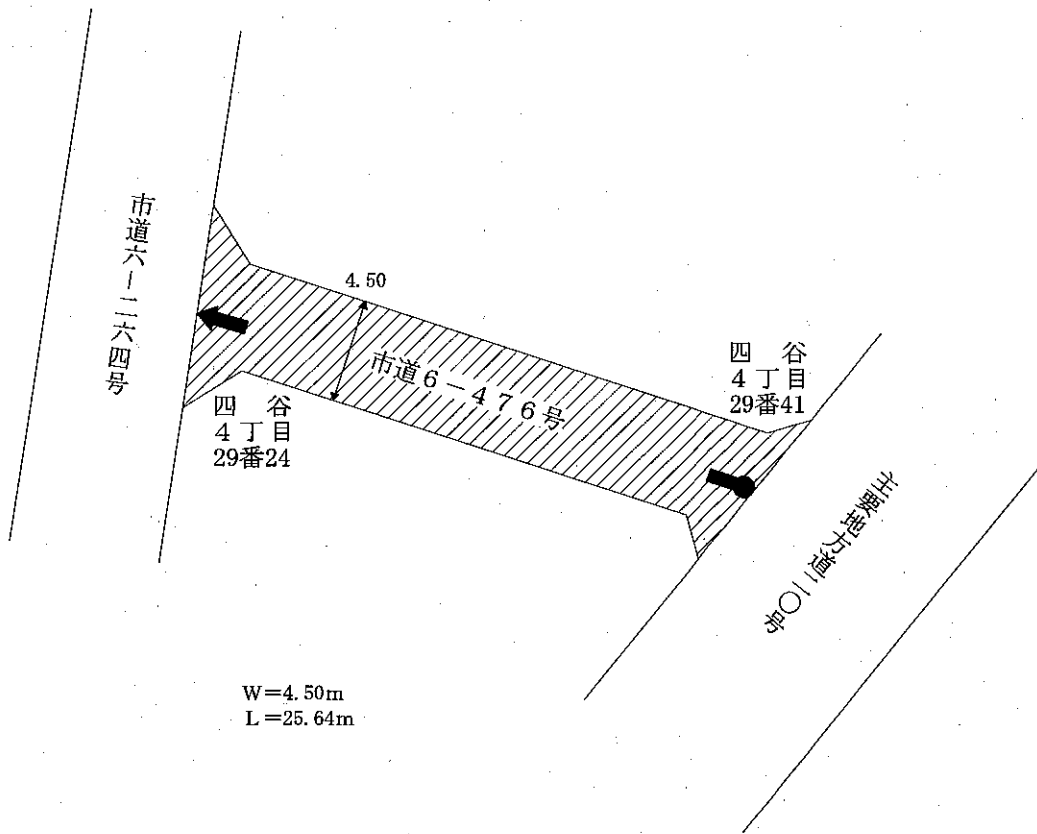 市道六－二六四号
4.50
市道6－476号
四谷
4丁目
29番41
四谷
4丁目
29番24
主要地方道二〇号
W=4.50m
L=25.64m